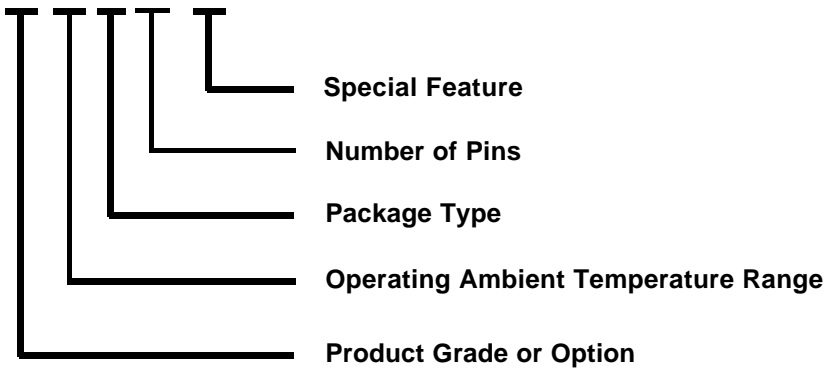 Special Feature
Number of Pins
Package Type
Operating Ambient Temperature Range
Product Grade or Option